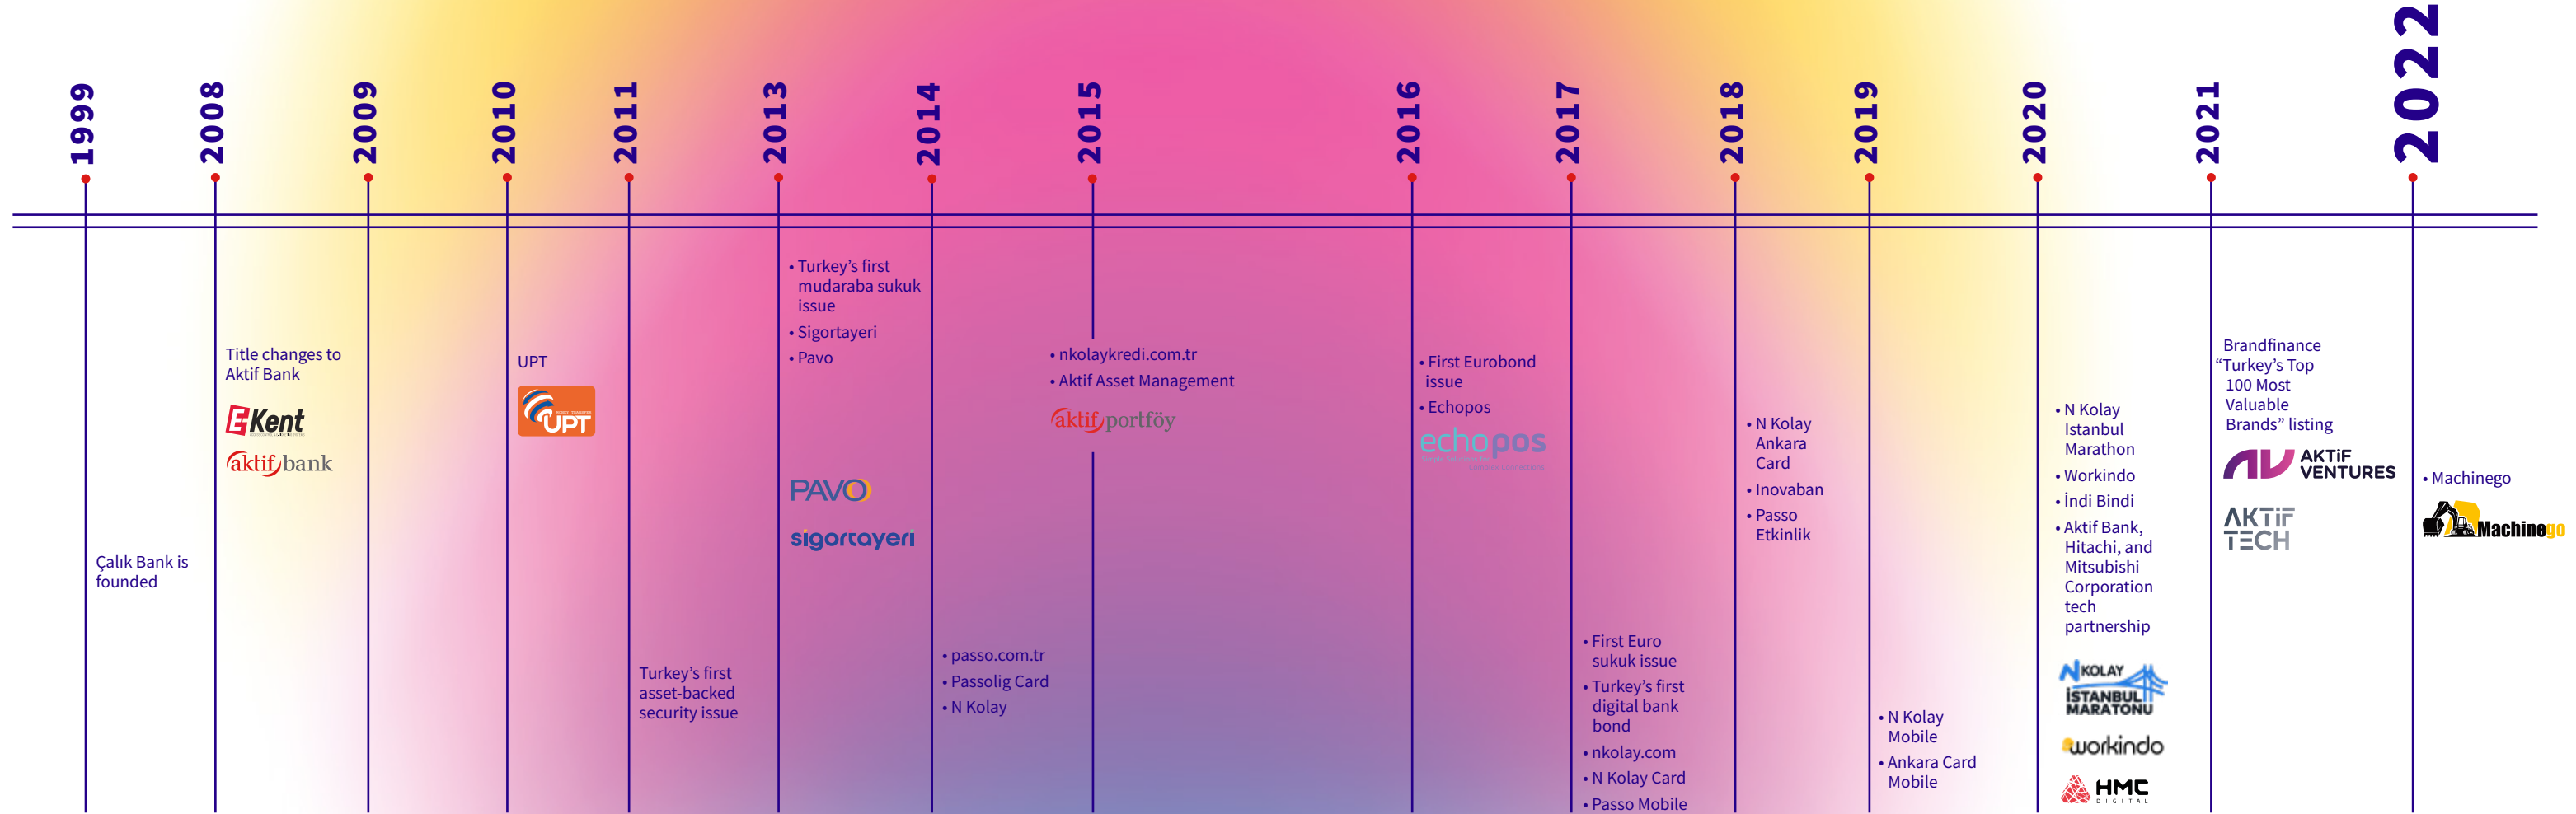 1999
2008
2009
2010
2011
2013
2014
2015
2016
2017
2018
2019
2020
2021
2022
Çalık Bank is
founded
Title changes to
Aktif Bank
E-Kent
aktif bank
UPT
UPT
Turkey's first
asset-backed
security issue
• Turkey's first
mudaraba sukuk
issue
• Sigortayeri
• Pavo
PAVO
sigortayeri
• passo.com.tr
• Passolig Card
• N Kolay
• nkolaykredi.com.tr
• Aktif Asset Management
aktif portföy
• First Eurobond
issue
• Echopos
echopos
• First Euro
sukuk issue
• Turkey's first
digital bank
bond
• nkolay.com
• N Kolay Card
• Passo Mobile
• N Kolay
Ankara
Card
• Inovaban
• Passo
Etkinlik
• N Kolay
Mobile
• Ankara Card
Mobile
• N Kolay
Istanbul
Marathon
• Workindo
• İndi Bindi
• Aktif Bank,
Hitachi, and
Mitsubishi
Corporation
tech
partnership
N KOLAY
İSTANBUL
MARATONU
workindo
HMC
DIGITAL
Brandfinance
“Turkey's Top
100 Most
Valuable
Brands” listing
AKTiF
VENTURES
AKTiF
TECH
• Machinego
Machinego